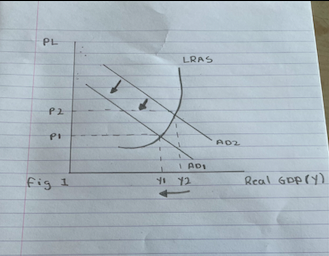 PL
LRAS
P2
P1
AD2
AD1
Fig 1
Y1 Y2
Real GDP(Y)